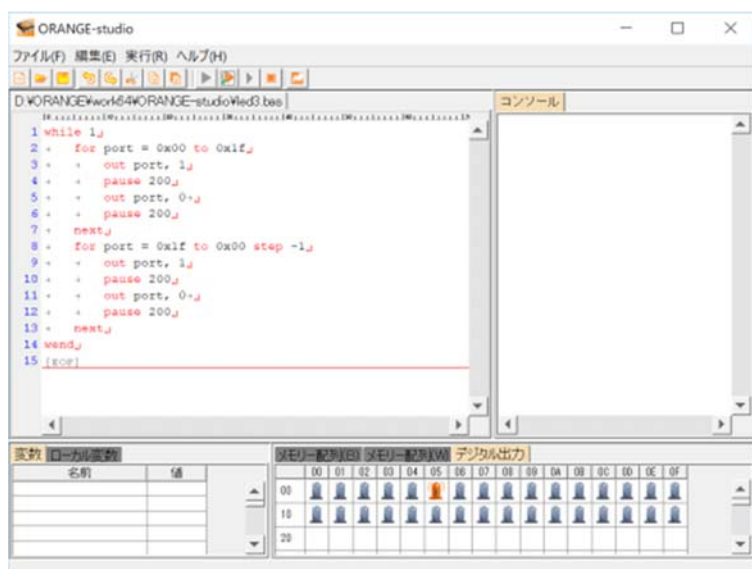 ORANGE-studio
ファイル(F) 編集(E) 実行(R) ヘルプ(H)
D:¥ORANGE¥work64¥ORANGE-studio¥led3.bas
コンソール
1 while 1
2 for port = 0x00 to 0x1f
3 out port, 1
4 pause 200
5 out port, 0
6 pause 200
7 next
8 for port = 0x1f to 0x00 step -1
9 out port, 1
10 pause 200
11 out port, 0
12 pause 200
13 next
14 wend
15 [EOF]
変数 ローカル変数
名前 値
メモリー配列(B) メモリー配列(W) デジタル出力
00 01 02 03 04 05 06 07 08 09 0A 0B 0C 0D 0E 0F
00
10
20